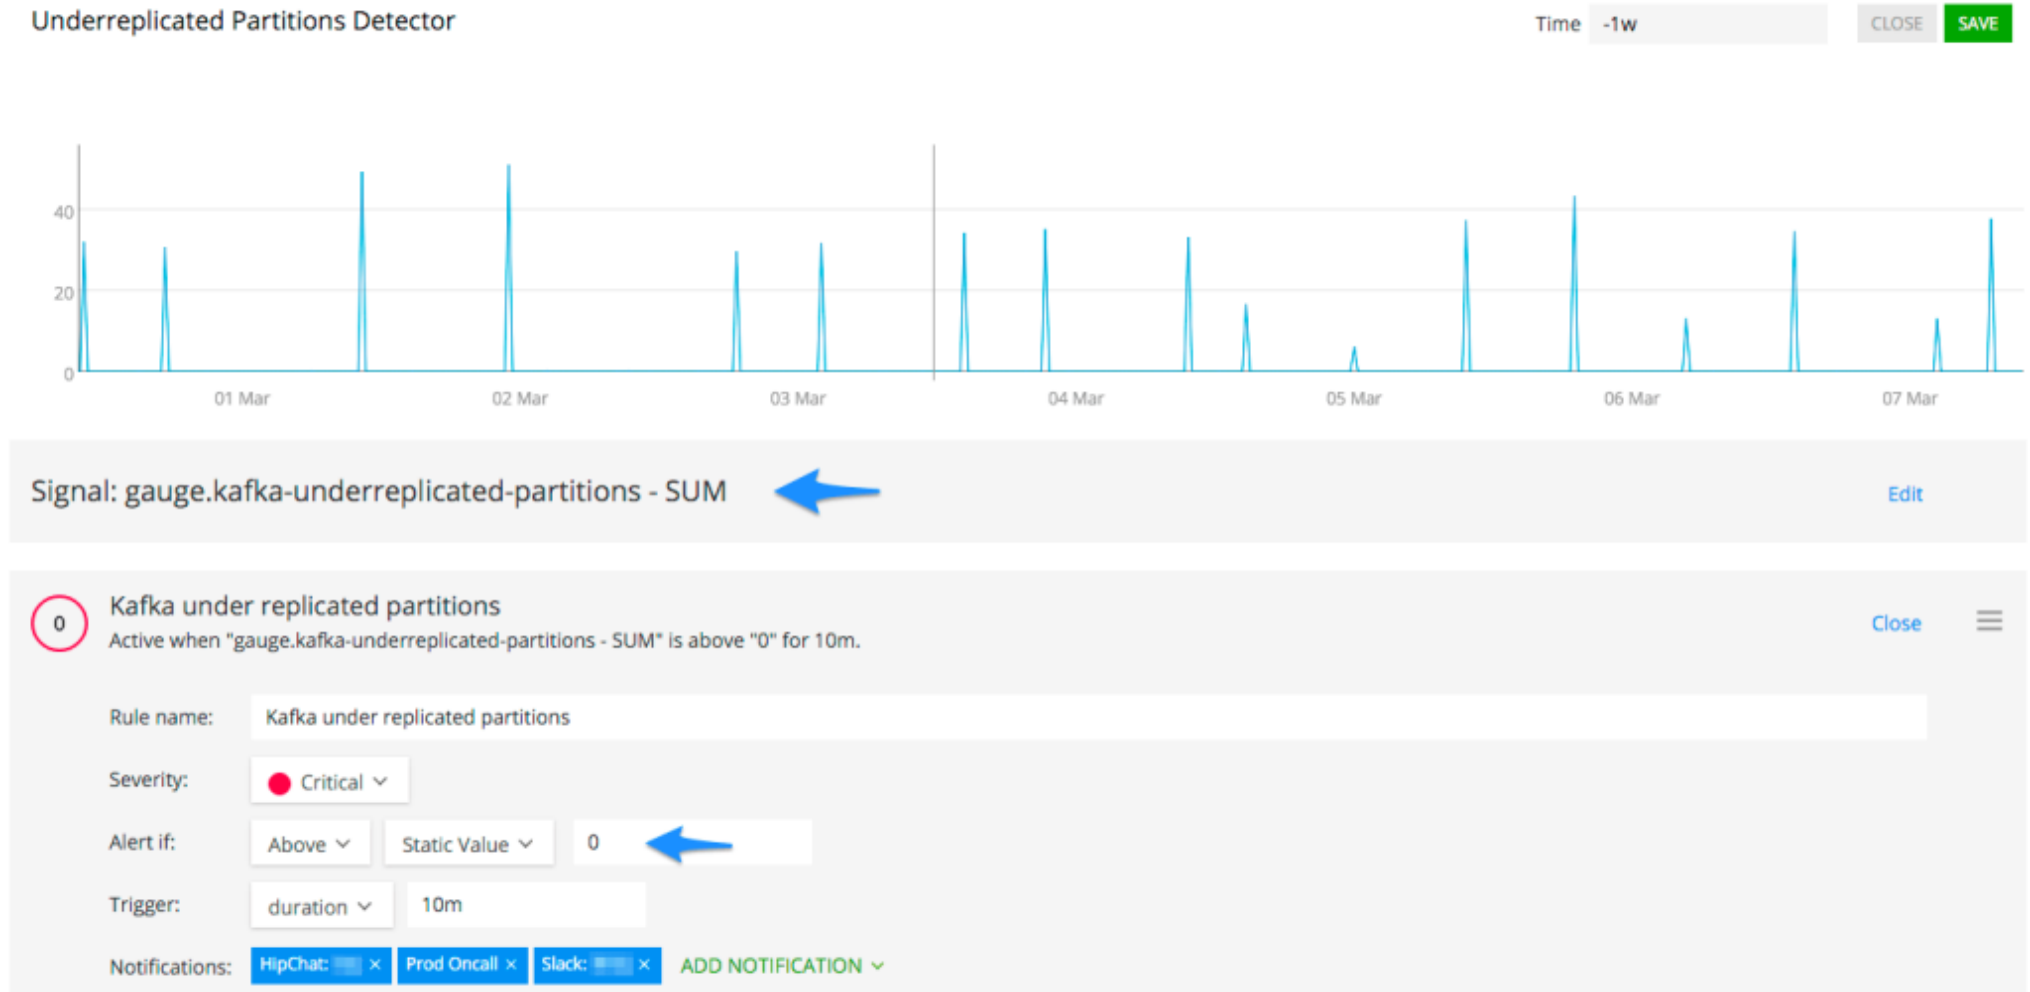 Underreplicated Partitions Detector
Time -1w CLOSE SAVE
40
20
0
01 Mar 02 Mar 03 Mar 04 Mar 05 Mar 06 Mar 07 Mar
Signal: gauge.kafka-underreplicated-partitions - SUM Edit
0 Kafka under replicated partitions
Active when "gauge.kafka-underreplicated-partitions - SUM" is above "0" for 10m.
Close
Rule name: Kafka under replicated partitions
Severity: Critical
Alert if: Above Static Value 0
Trigger: duration 10m
Notifications: HipChat: × Prod Oncall × Slack: × ADD NOTIFICATION